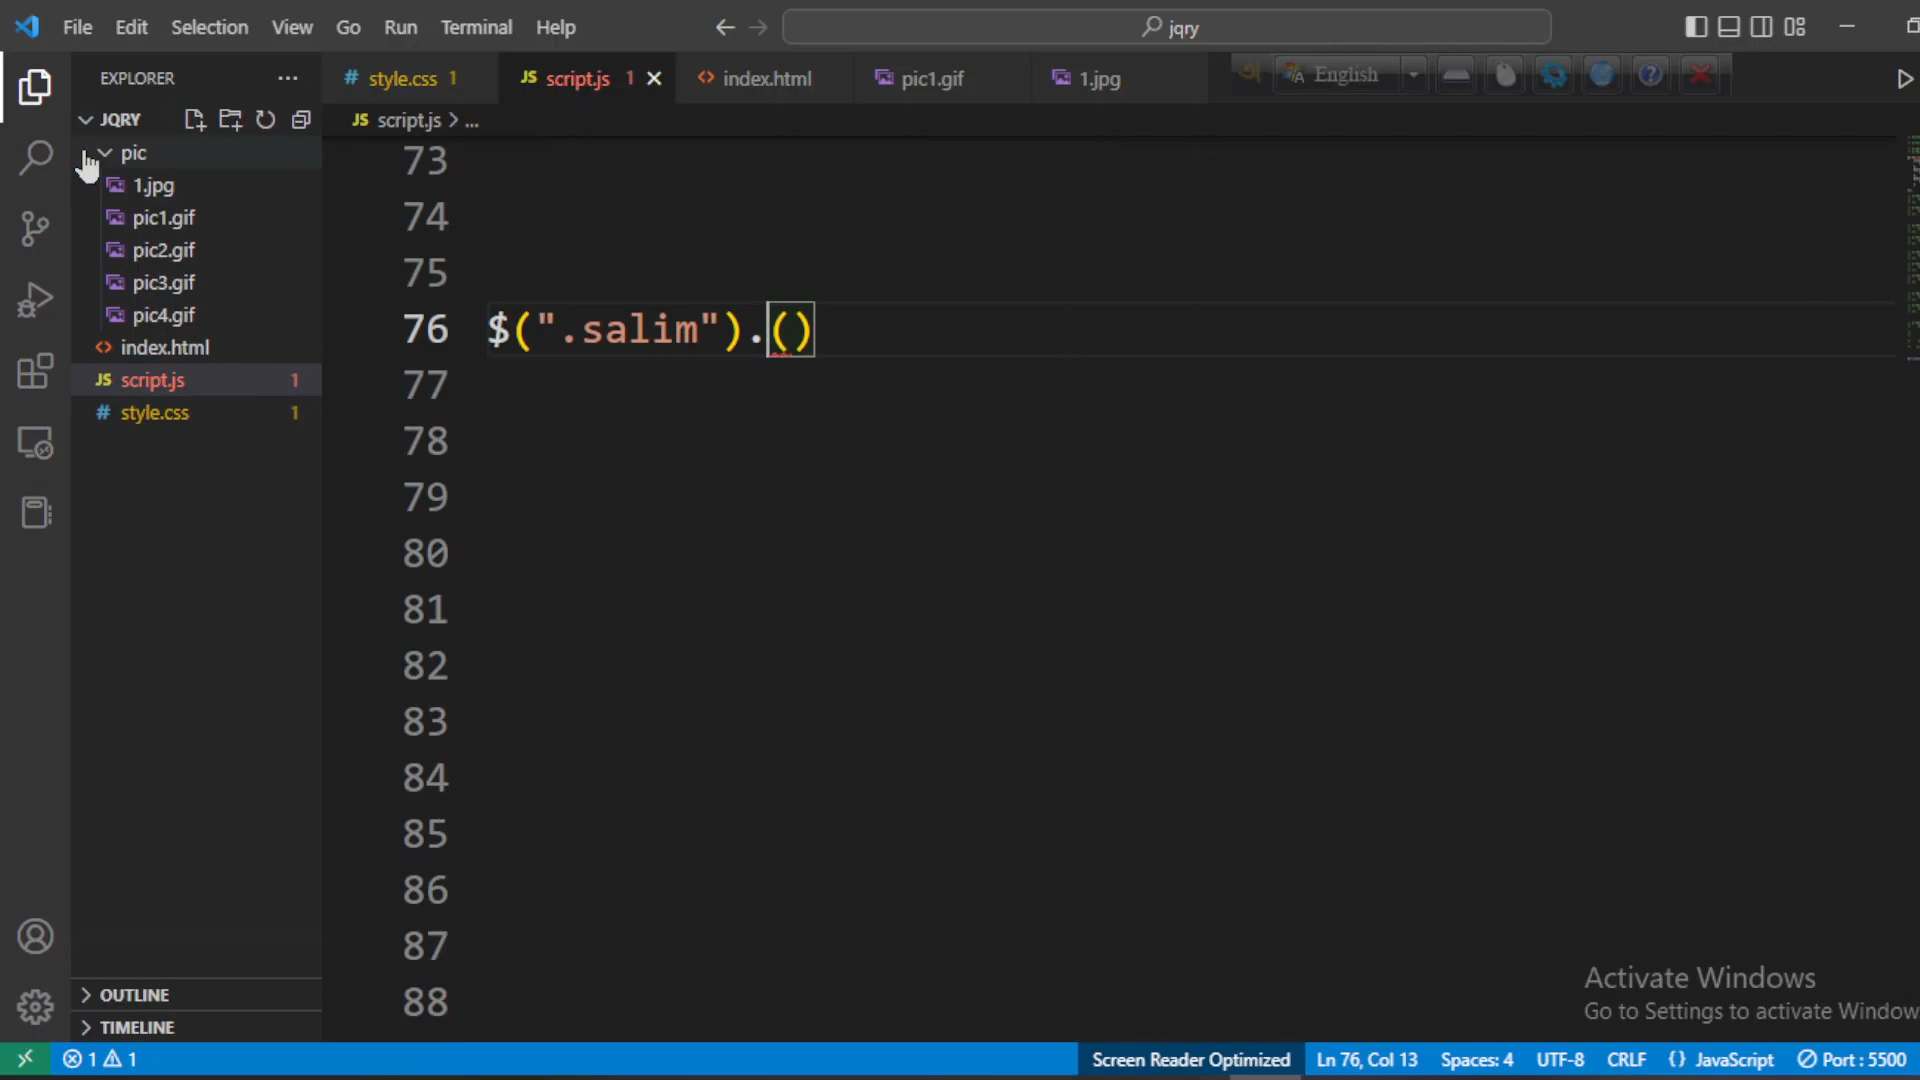 File Edit Selection View Go Run Terminal Help
jqry
EXPLORER
# style.css 1
JS script.js 1
<> index.html
pic1.gif
1.jpg
English
JQRY
JS script.js > ...
pic
1.jpg
pic1.gif
pic2.gif
pic3.gif
pic4.gif
<> index.html
JS script.js 1
# style.css 1
73
74
75
76 $(".salim").()
77
78
79
80
81
82
83
84
85
86
87
88
OUTLINE
TIMELINE
Activate Windows
Go to Settings to activate Window
1 1
Screen Reader Optimized Ln 76, Col 13 Spaces: 4 UTF-8 CRLF {} JavaScript Port : 5500